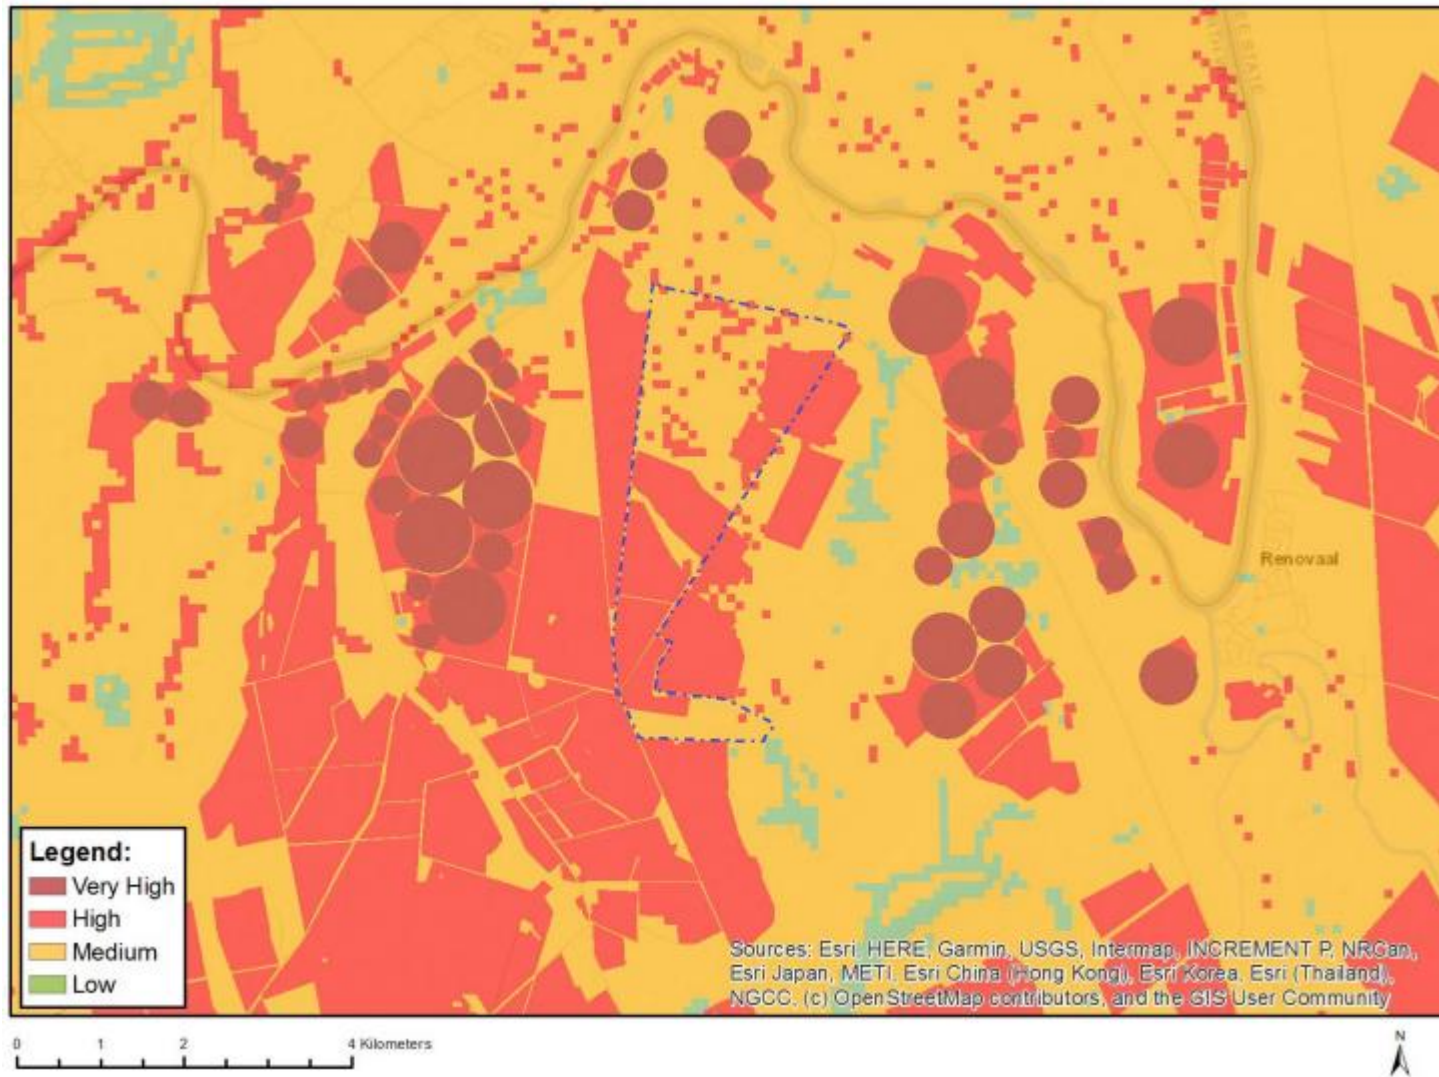 Renovaal
Legend:
Very High
High
Medium
Low
Sources: Esri, HERE, Garmin, USGS, Intermap, INCREMENT P, NRCan,
Esri Japan, METI, Esri China (Hong Kong), Esri Korea, Esri (Thailand),
NGCC, (c) OpenStreetMap contributors, and the GIS User Community
0 1 2 4 Kilometers
N